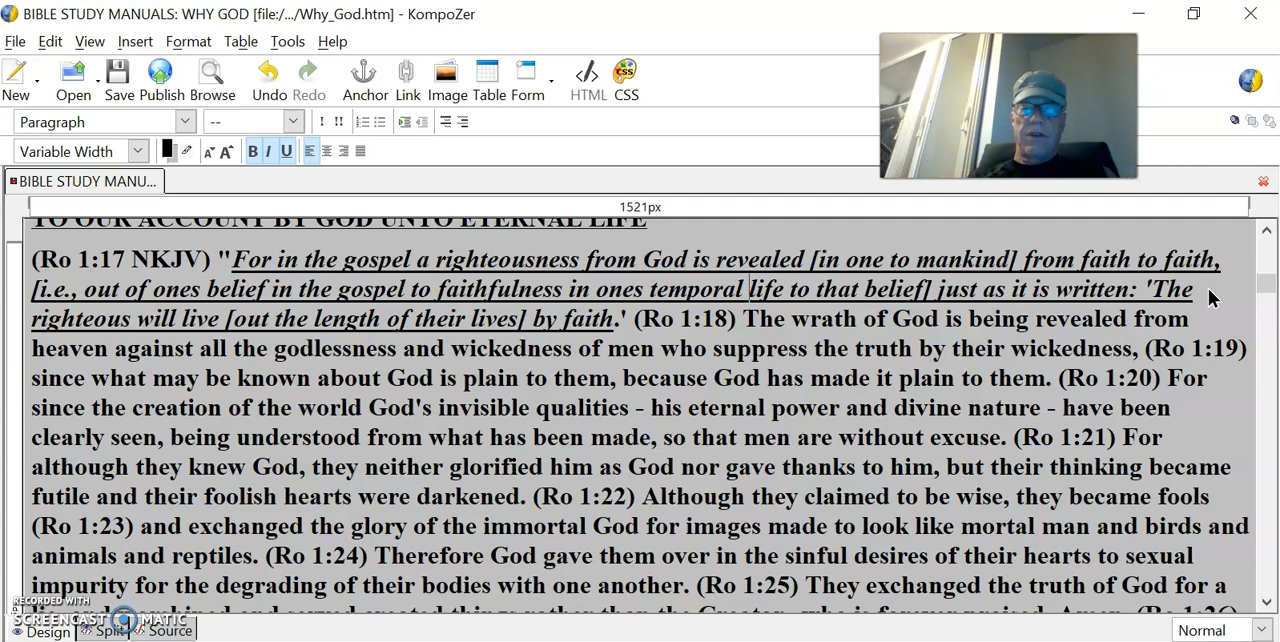 BIBLE STUDY MANUALS: WHY GOD [file:/.../Why_God.htm] - KompoZer
File Edit View Insert Format Table Tools Help
New Open Save Publish Browse Undo Redo Anchor Link Image Table Form HTML CSS
Paragraph --
Variable Width B I U
BIBLE STUDY MANU...
1521px
TO OUR ACCOUNT BY GOD UNTO ETERNAL LIFE
(Ro 1:17 NKJV) "For in the gospel a righteousness from God is revealed [in one to mankind] from faith to faith,
[i.e., out of ones belief in the gospel to faithfulness in ones temporal life to that belief] just as it is written: 'The
righteous will live [out the length of their lives] by faith.' (Ro 1:18) The wrath of God is being revealed from
heaven against all the godlessness and wickedness of men who suppress the truth by their wickedness, (Ro 1:19)
since what may be known about God is plain to them, because God has made it plain to them. (Ro 1:20) For
since the creation of the world God's invisible qualities - his eternal power and divine nature - have been
clearly seen, being understood from what has been made, so that men are without excuse. (Ro 1:21) For
although they knew God, they neither glorified him as God nor gave thanks to him, but their thinking became
futile and their foolish hearts were darkened. (Ro 1:22) Although they claimed to be wise, they became fools
(Ro 1:23) and exchanged the glory of the immortal God for images made to look like mortal man and birds and
animals and reptiles. (Ro 1:24) Therefore God gave them over in the sinful desires of their hearts to sexual
impurity for the degrading of their bodies with one another. (Ro 1:25) They exchanged the truth of God for a
RECORDED WITH
SCREENCAST MATIC
Design Split Source Normal